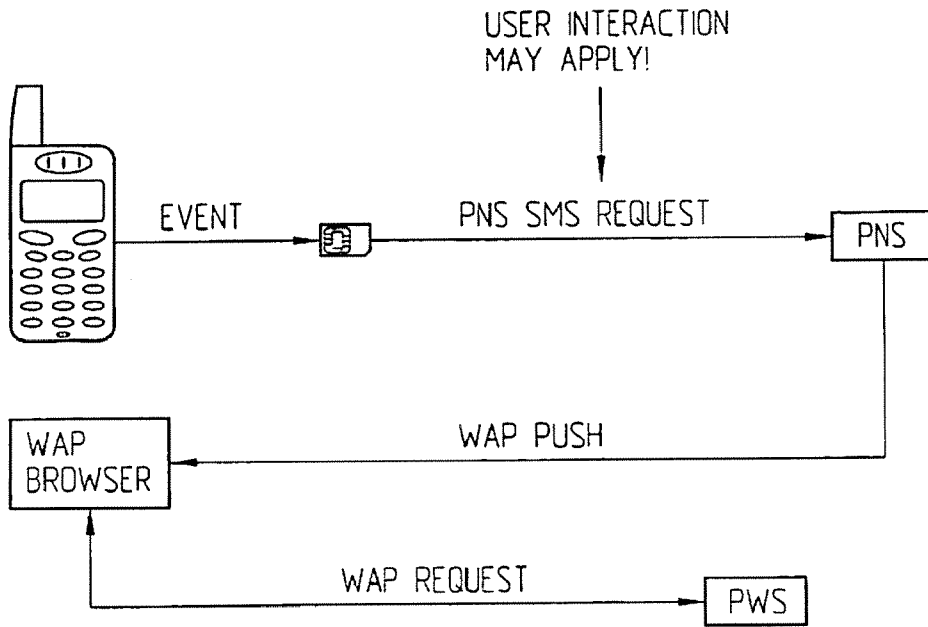 USER INTERACTION
MAY APPLY!
EVENT
PNS SMS REQUEST
PNS
WAP PUSH
WAP
BROWSER
WAP REQUEST
PWS